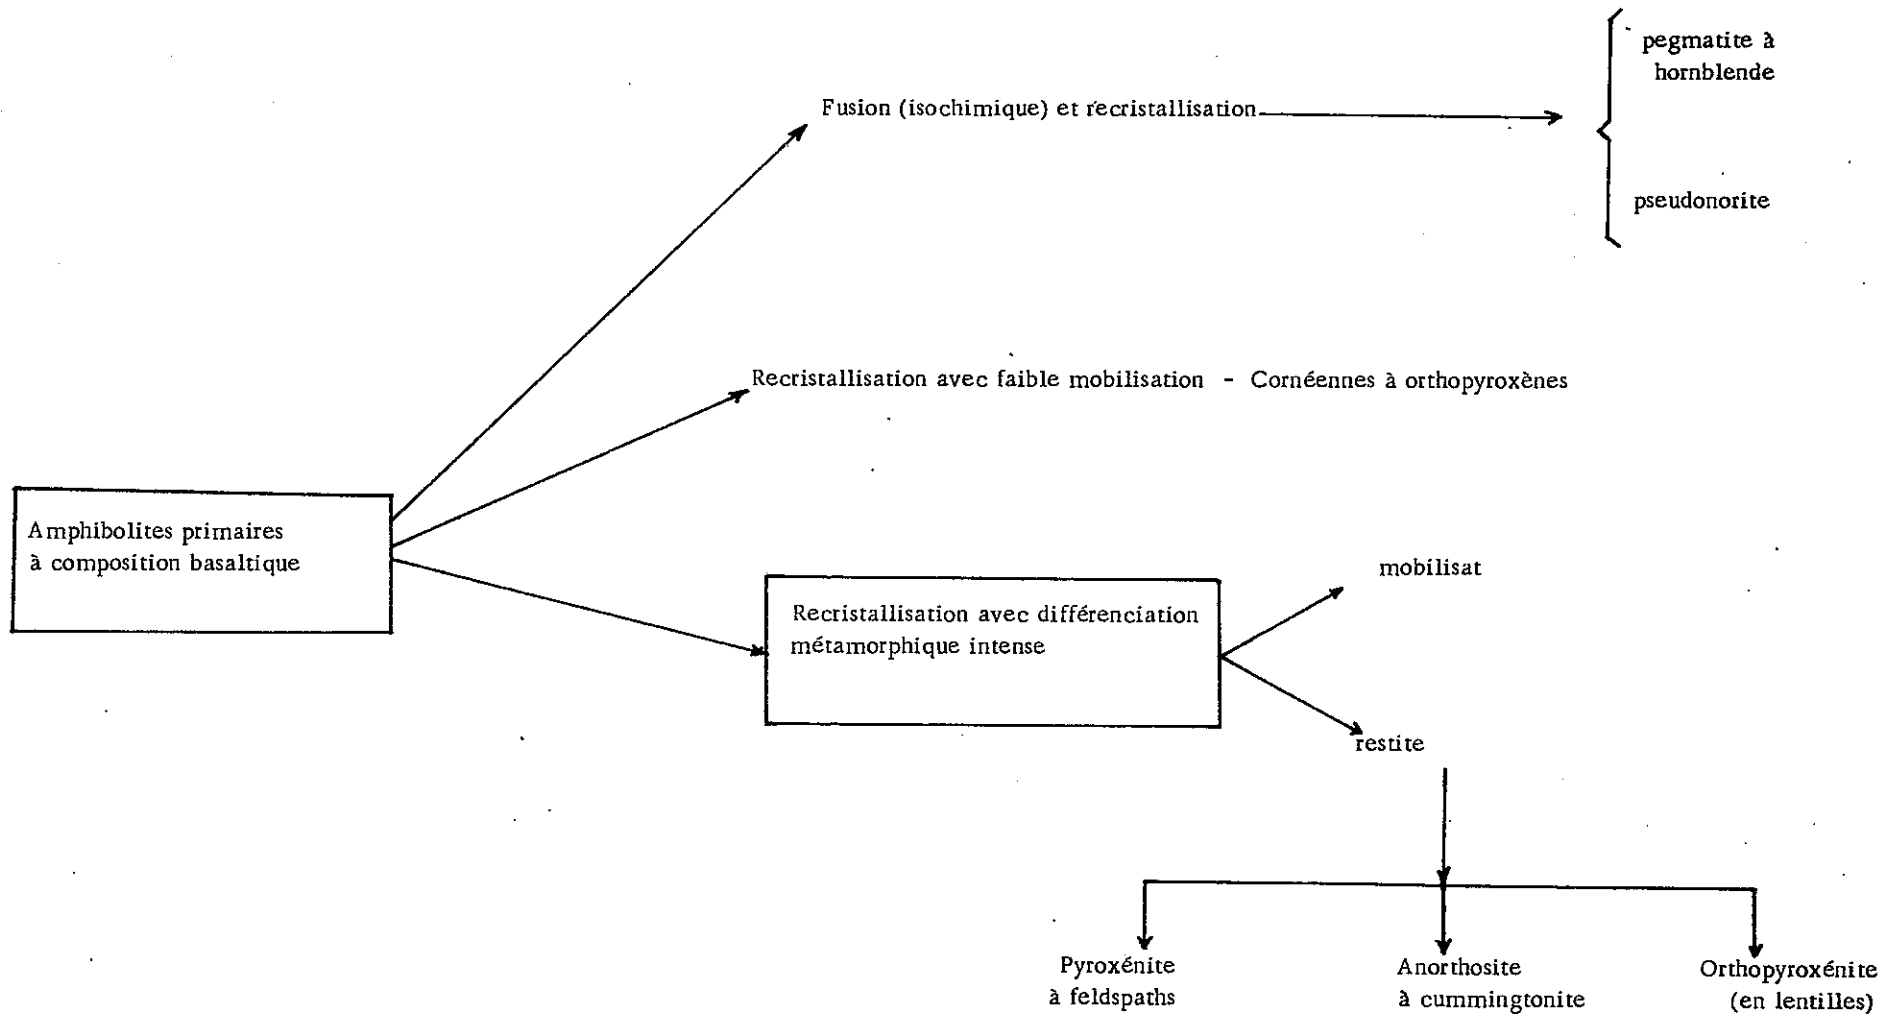 pegmatite à
hornblende
Fusion (isochimique) et recristallisation
pseudonorite
Recristallisation avec faible mobilisation - Cornéennes à orthopyroxènes
Amphibolites primaires
à composition basaltique
mobilisat
Recristallisation avec différenciation
métamorphique intense
restite
Pyroxénite
à feldspaths
Anorthosite
à cummingtonite
Orthopyroxénite
(en lentilles)